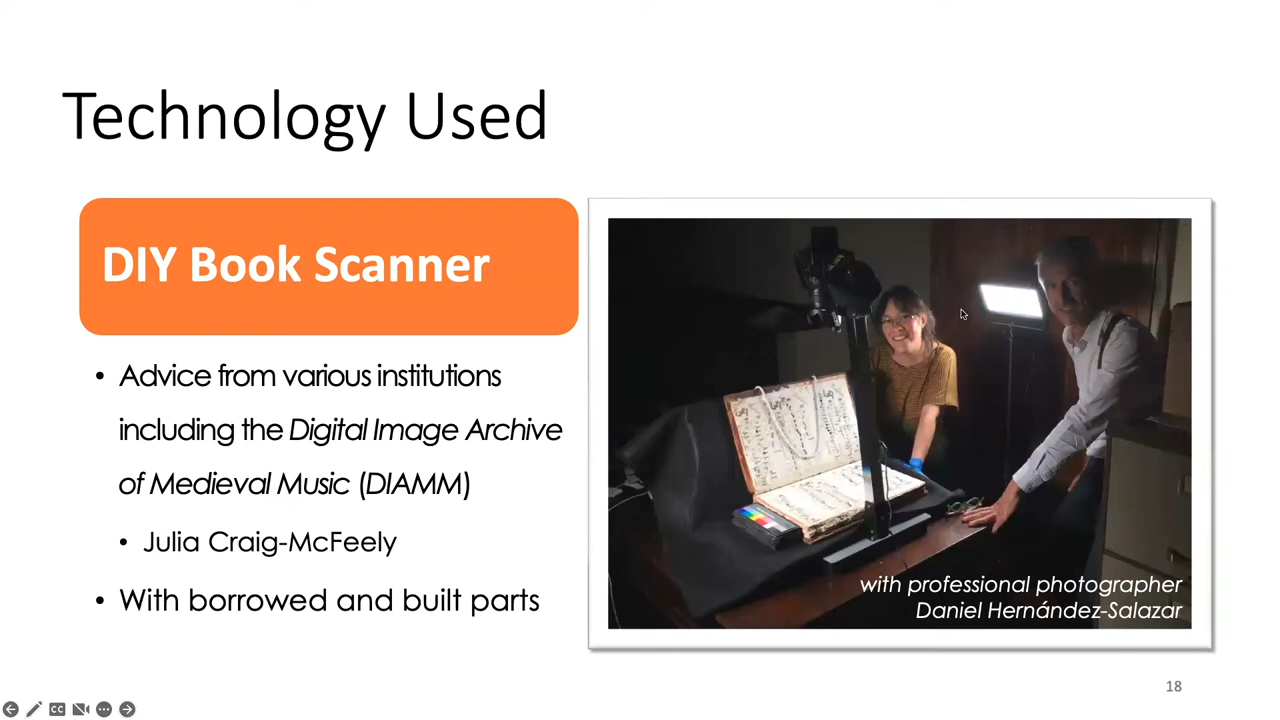 Technology Used
DIY Book Scanner
• Advice from various institutions
including the Digital Image Archive
of Medieval Music (DIAMM)
• Julia Craig-McFeely
• With borrowed and built parts
with professional photographer
Daniel Hernández-Salazar
18
CC